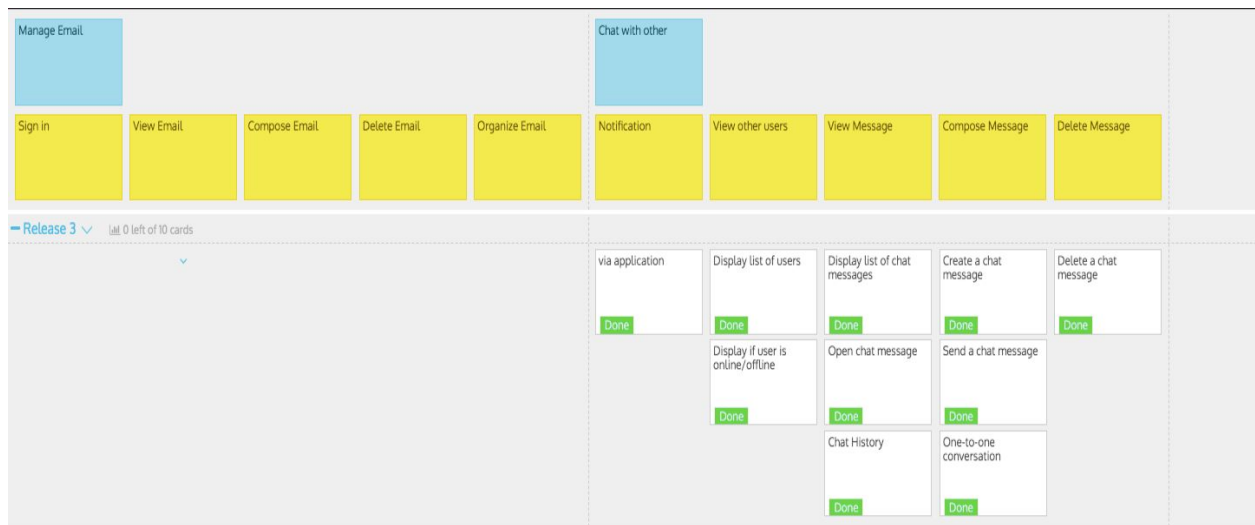 Manage Email
Chat with other
Sign in
View Email
Compose Email
Delete Email
Organize Email
Notification
View other users
View Message
Compose Message
Delete Message
Release 3
0 left of 10 cards
via application
Display list of users
Display list of chat
messages
Create a chat
message
Delete a chat
message
Done
Done
Done
Done
Done
Display if user is
online/offline
Open chat message
Send a chat message
Done
Done
Done
Chat History
One-to-one
conversation
Done
Done